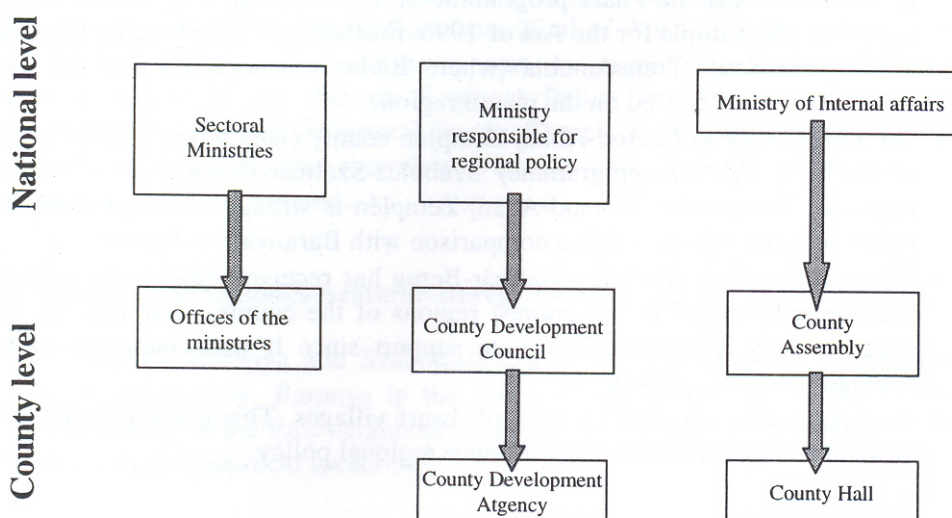 National level
Sectoral
Ministries
Ministry
responsible for
regional policy
Ministry of Internal affairs
County level
Offices of the
ministries
County Development
Council
County
Assembly
County Development
Atgency
County Hall